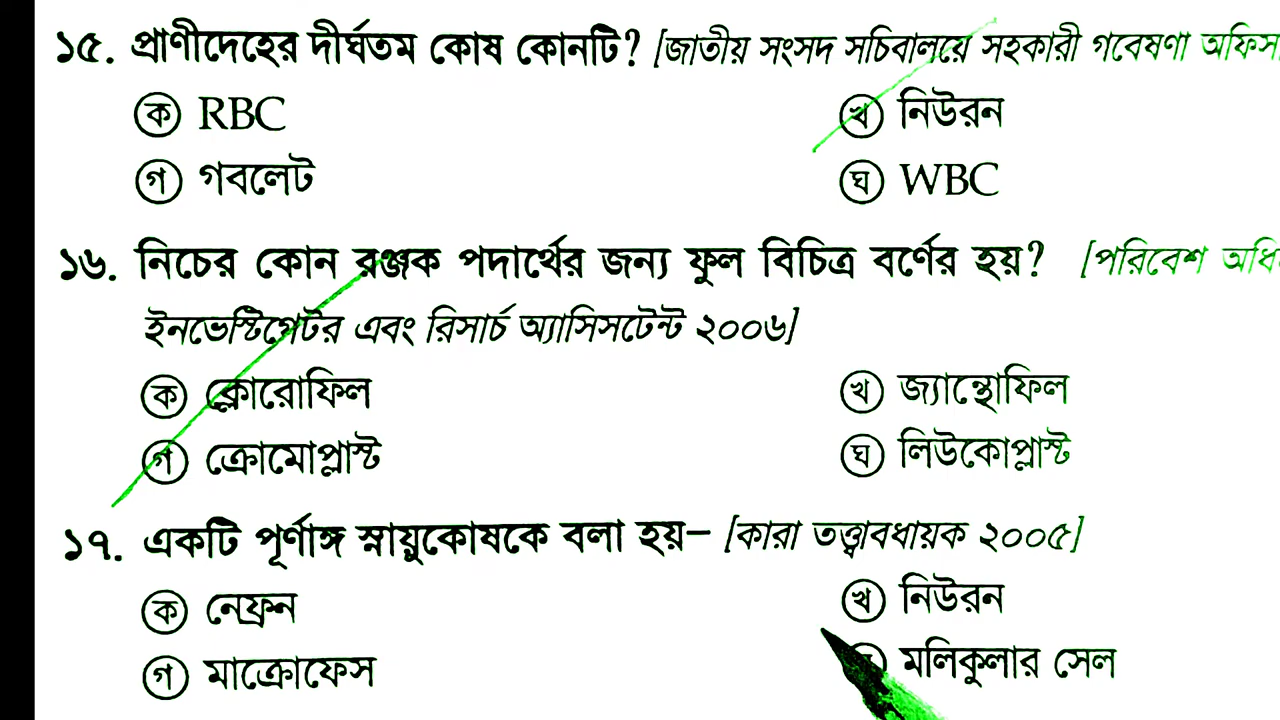 ১৫. প্রাণীদেহের দীর্ঘতম কোষ কোনটি? [জাতীয় সংসদ সচিবালয়ে সহকারী গবেষণা অফিস
ক RBC খ নিউরন
গ গবলেট ঘ WBC
১৬. নিচের কোন রঞ্জক পদার্থের জন্য ফুল বিচিত্র বর্ণের হয়? [পরিবেশ অধি
ইনভেস্টিগেটর এবং রিসার্চ অ্যাসিসটেন্ট ২০০৬]
ক ক্লোরোফিল খ জ্যান্থোফিল
গ ক্রোমোপ্লাস্ট ঘ লিউকোপ্লাস্ট
১৭. একটি পূর্ণাঙ্গ স্নায়ুকোষকে বলা হয়– [কারা তত্ত্বাবধায়ক ২০০৫]
ক নেফ্রন খ নিউরন
গ মাক্রোফেস মলিকুলার সেল